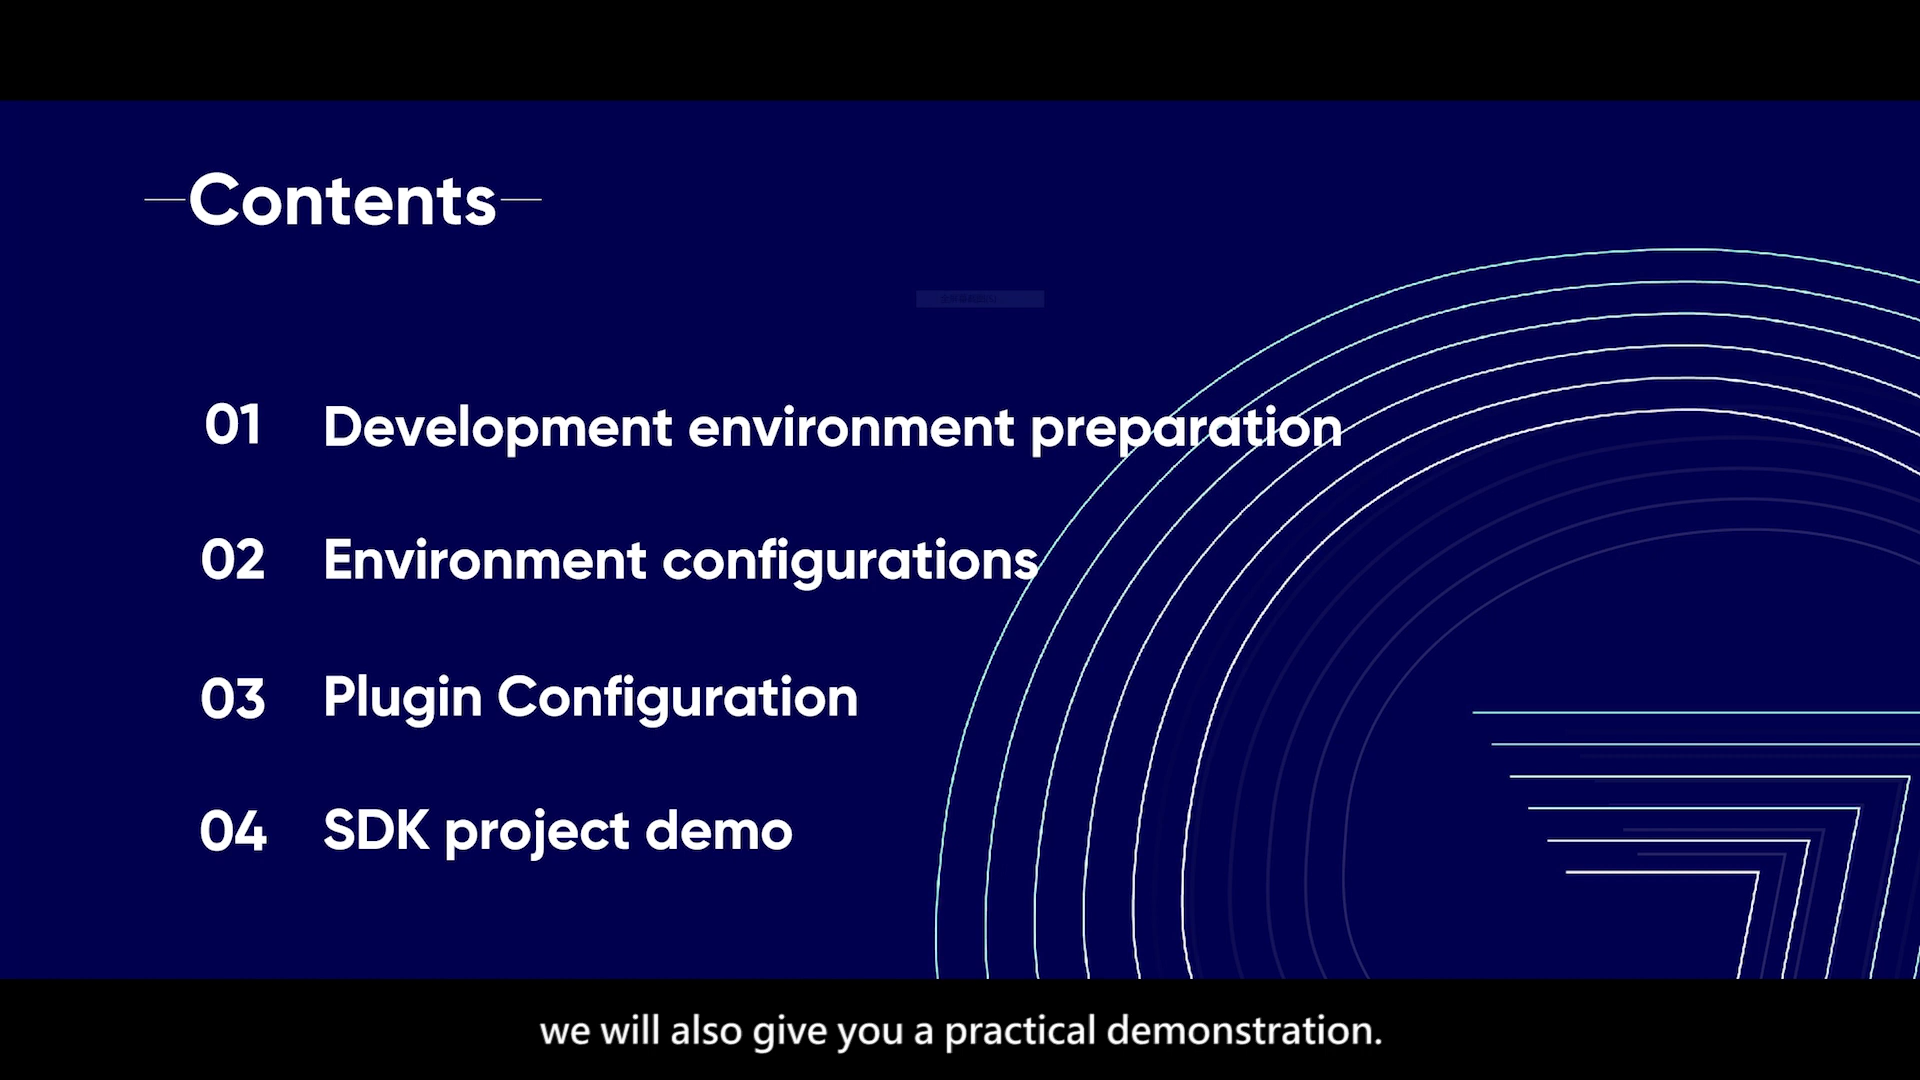 Contents
01 Development environment preparation
02 Environment configurations
03 Plugin Configuration
04 SDK project demo
we will also give you a practical demonstration.